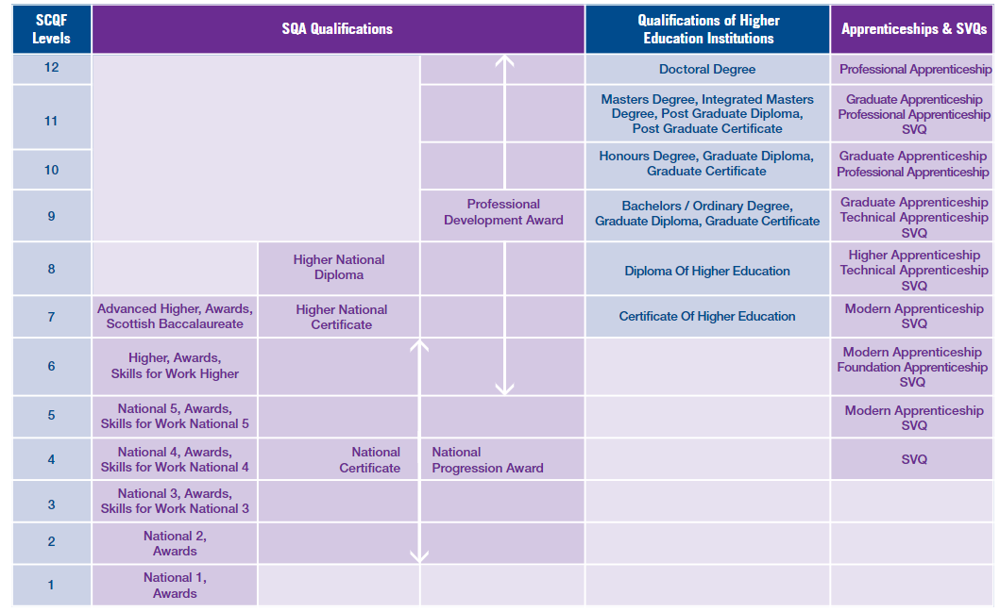 SCQF
Levels
SQA Qualifications
Qualifications of Higher
Education Institutions
Apprenticeships & SVQs
12
Doctoral Degree
Professional Apprenticeship
11
Masters Degree, Integrated Masters
Degree, Post Graduate Diploma,
Post Graduate Certificate
Graduate Apprenticeship
Professional Apprenticeship
SVQ
10
Honours Degree, Graduate Diploma,
Graduate Certificate
Graduate Apprenticeship
Professional Apprenticeship
9
Professional
Development Award
Bachelors / Ordinary Degree,
Graduate Diploma, Graduate Certificate
Graduate Apprenticeship
Technical Apprenticeship
SVQ
8
Higher National
Diploma
Diploma Of Higher Education
Higher Apprenticeship
Technical Apprenticeship
SVQ
7
Advanced Higher, Awards,
Scottish Baccalaureate
Higher National
Certificate
Certificate Of Higher Education
Modern Apprenticeship
SVQ
6
Higher, Awards,
Skills for Work Higher
Modern Apprenticeship
Foundation Apprenticeship
SVQ
5
National 5, Awards,
Skills for Work National 5
Modern Apprenticeship
SVQ
4
National 4, Awards,
Skills for Work National 4
National
Certificate
National
Progression Award
SVQ
3
National 3, Awards,
Skills for Work National 3
2
National 2,
Awards
1
National 1,
Awards